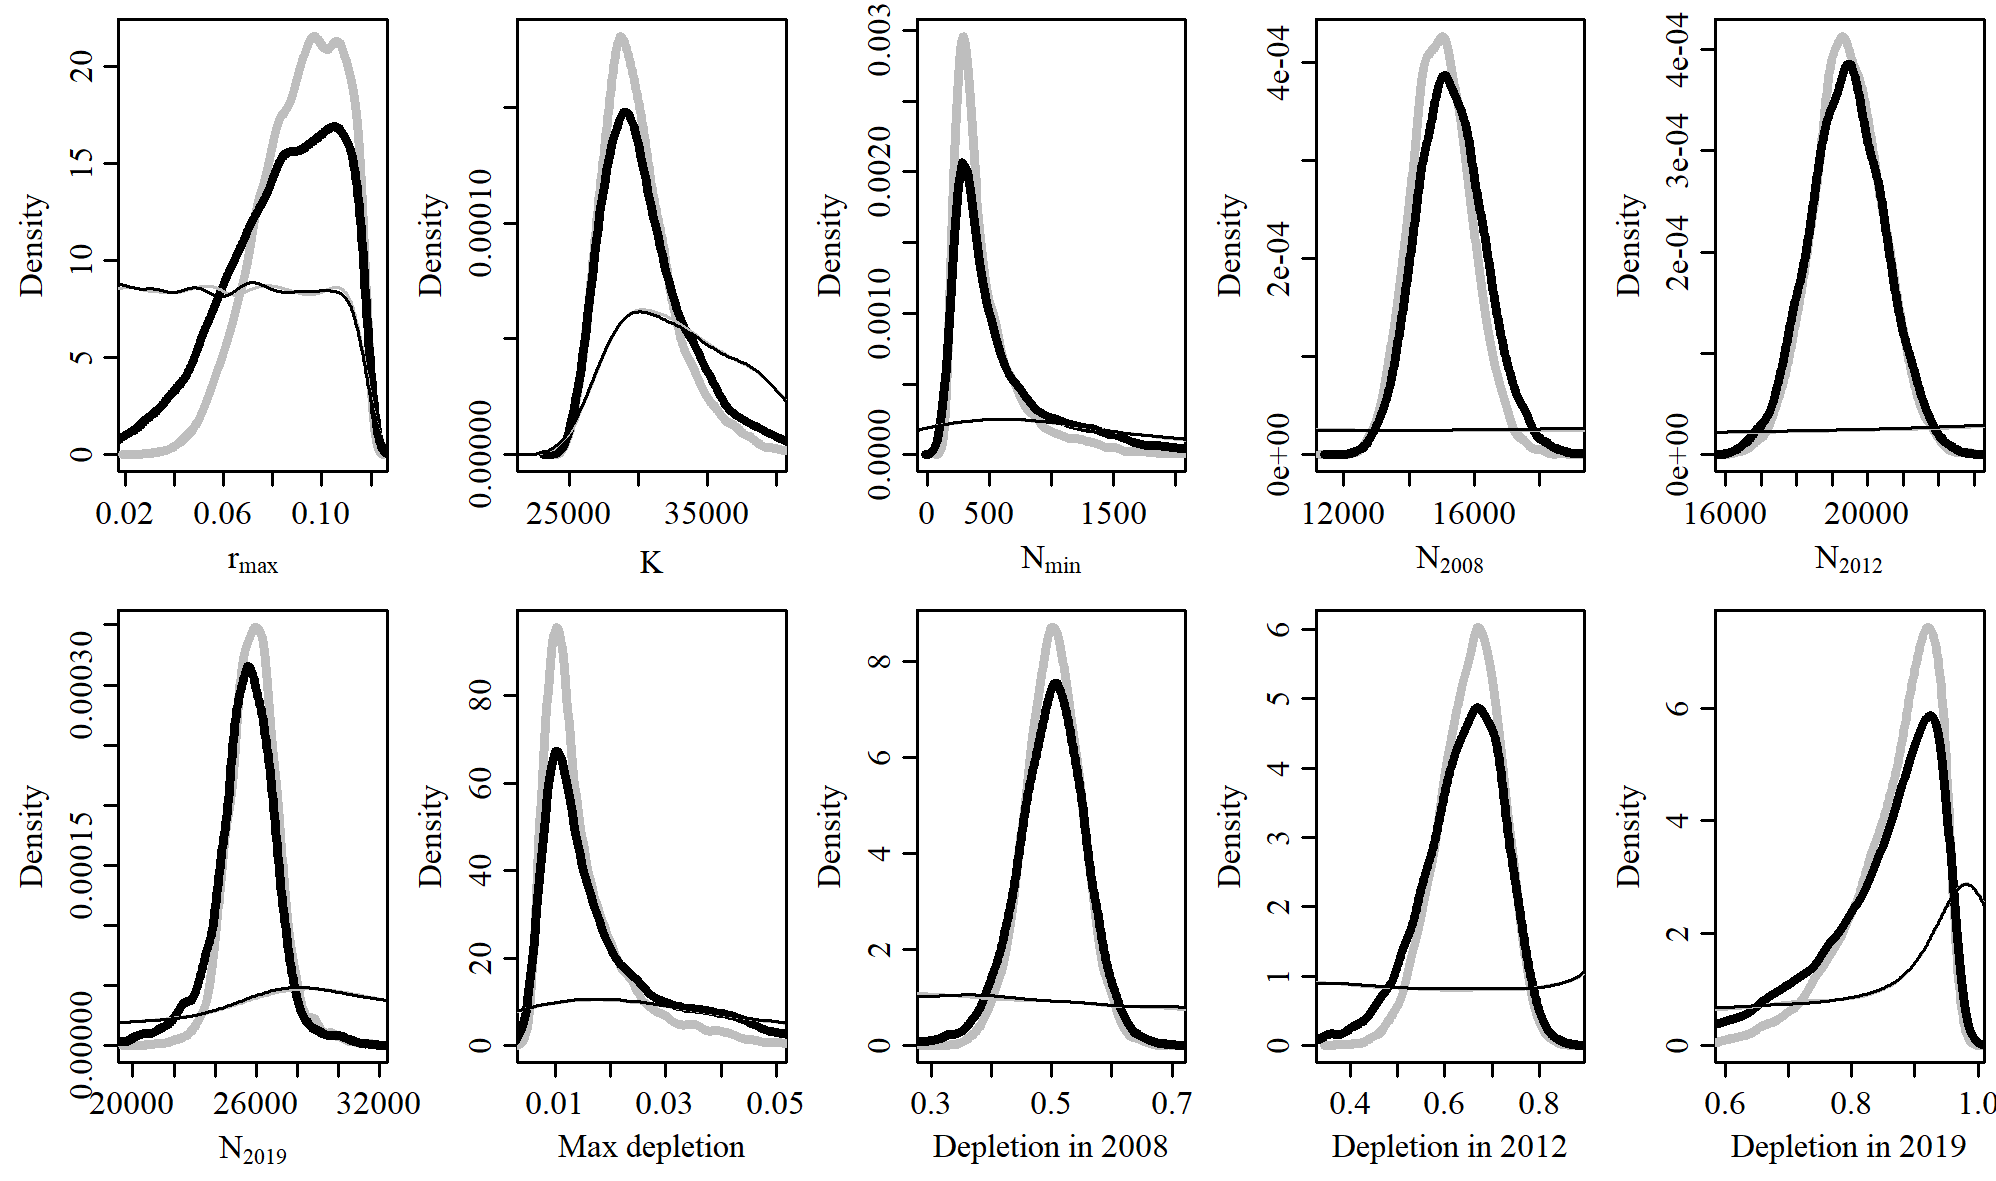 Density
0 5 10 15 20
0.02 0.06 0.10
rmax
Density
0.00000 0.00010
25000 35000
K
Density
0.0000 0.0010 0.0020 0.003
0 500 1500
Nmin
Density
0e+00 2e-04 4e-04
12000 16000
N2008
Density
0e+00 2e-04 3e-04 4e-04
16000 20000
N2012
Density
0.00000 0.00015 0.00030
20000 26000 32000
N2019
Density
0 20 40 60 80
0.01 0.03 0.05
Max depletion
Density
0 2 4 6 8
0.3 0.5 0.7
Depletion in 2008
Density
0 1 2 3 4 5 6
0.4 0.6 0.8
Depletion in 2012
Density
0 2 4 6
0.6 0.8 1.0
Depletion in 2019